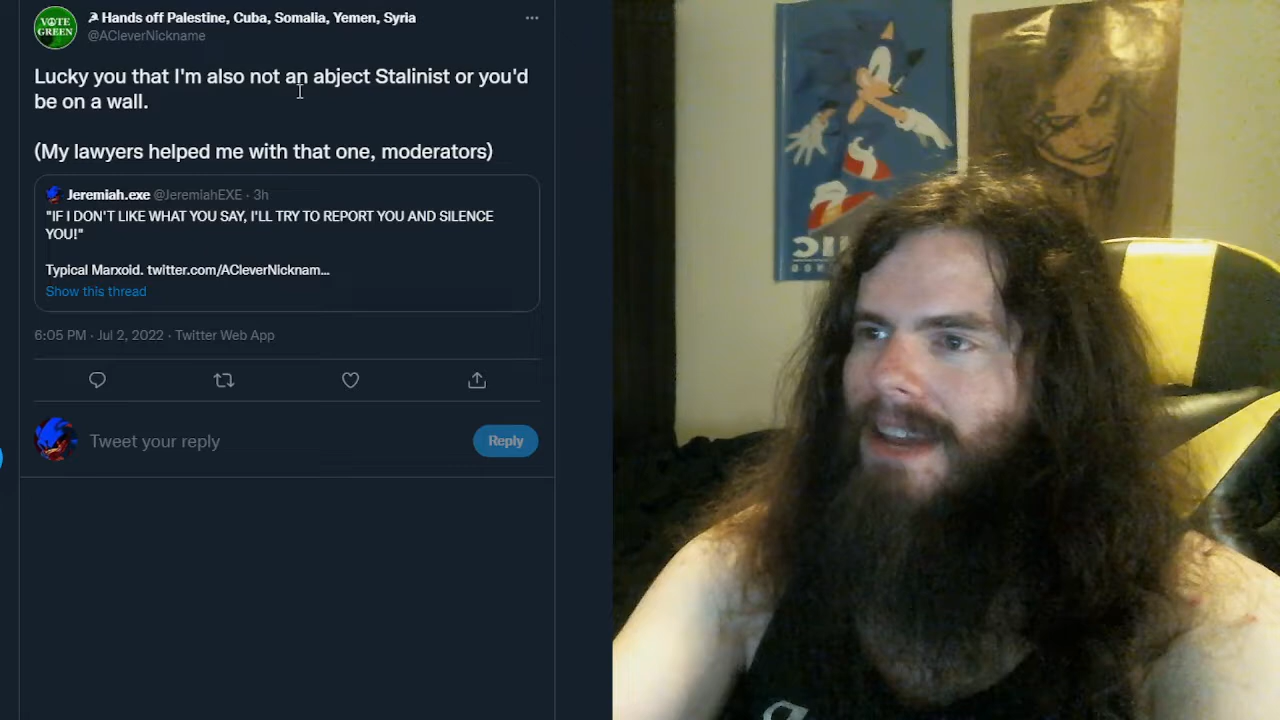 VOTE
GREEN
☭ Hands off Palestine, Cuba, Somalia, Yemen, Syria
@ACleverNlckname
Lucky you that I'm also not an abject Stalinist or you'd
be on a wall.
(My lawyers helped me with that one, moderators)
Jeremiah.exe @JeremiahEXE · 3h
"IF I DON'T LIKE WHAT YOU SAY, I'LL TRY TO REPORT YOU AND SILENCE
YOU!"
Typical Marxoid. twitter.com/ACleverNicknam...
Show this thread
6:05 PM · Jul 2, 2022 · Twitter Web App
Tweet your reply
Reply